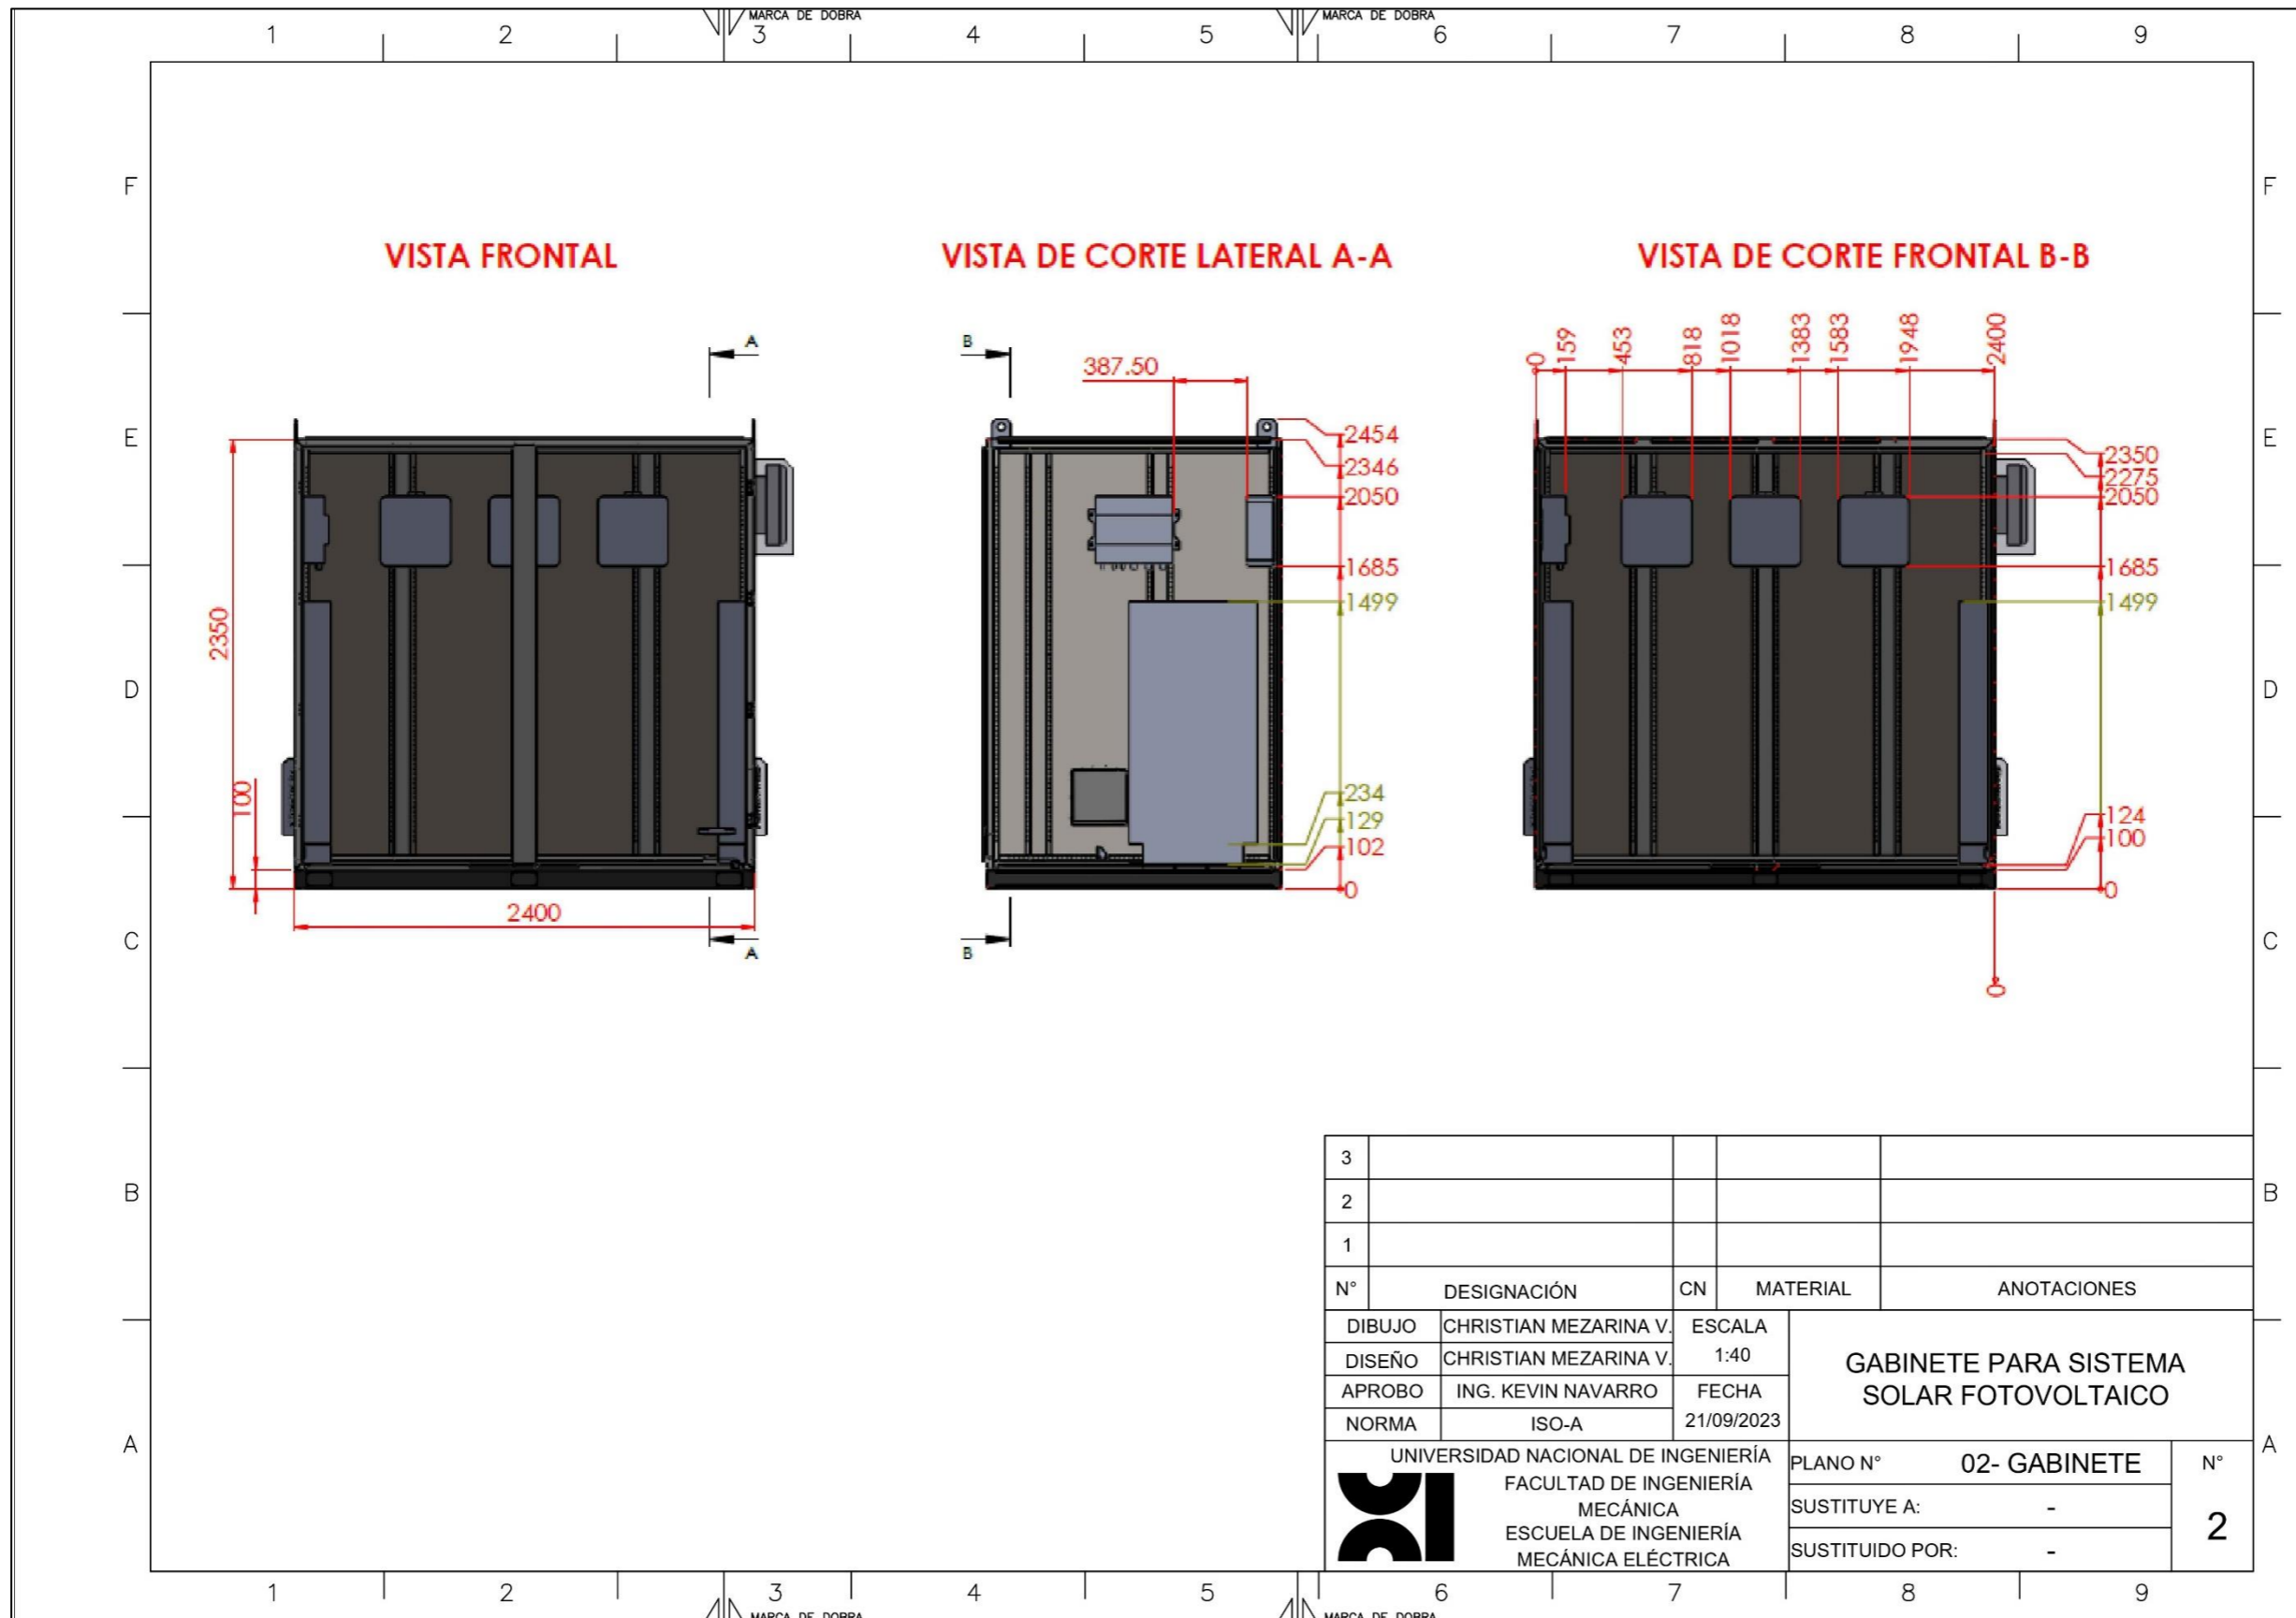 MARCA DE DOBRA
MARCA DE DOBRA
1 2 3 4 5 6 7 8 9
F
F
VISTA FRONTAL
VISTA DE CORTE LATERAL A-A
VISTA DE CORTE FRONTAL B-B
A
B
387.50
0
159
453
818
1018
1383
1583
1948
2400
E
E
2454
2346
2050
1685
1499
234
129
102
0
2350
2275
2050
1685
1499
124
100
0
2350
100
2400
D
D
A
B
0
C
C
B
B
3
2
1
N° DESIGNACIÓN CN MATERIAL ANOTACIONES
DIBUJO CHRISTIAN MEZARINA V. ESCALA
DISEÑO CHRISTIAN MEZARINA V. 1:40
APROBO ING. KEVIN NAVARRO FECHA
NORMA ISO-A 21/09/2023
GABINETE PARA SISTEMA
SOLAR FOTOVOLTAICO
A
A
UNIVERSIDAD NACIONAL DE INGENIERÍA
FACULTAD DE INGENIERÍA
MECÁNICA
ESCUELA DE INGENIERÍA
MECÁNICA ELÉCTRICA
PLANO N° 02- GABINETE
SUSTITUYE A: -
SUSTITUIDO POR: -
N°
2
1 2 3 4 5 6 7 8 9
MARCA DE DOBRA
MARCA DE DOBRA